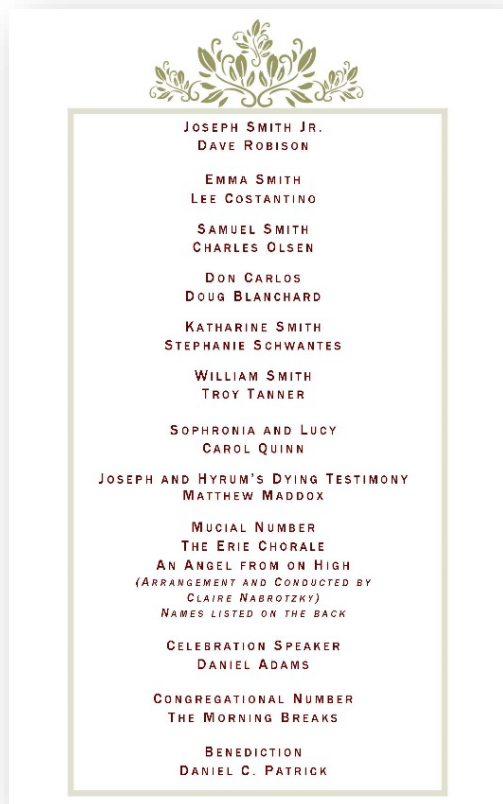 Joseph Smith Jr.
Dave Robison
Emma Smith
Lee Costantino
Samuel Smith
Charles Olsen
Don Carlos
Doug Blanchard
Katharine Smith
Stephanie Schwantes
William Smith
Troy Tanner
Sophronia and Lucy
Carol Quinn
Joseph and Hyrum's Dying Testimony
Matthew Maddox
Mucial Number
The Erie Chorale
An Angel from on High
(Arrangement and Conducted by
Claire Nabrotzky)
Names listed on the back
Celebration Speaker
Daniel Adams
Congregational Number
The Morning Breaks
Benediction
Daniel C. Patrick